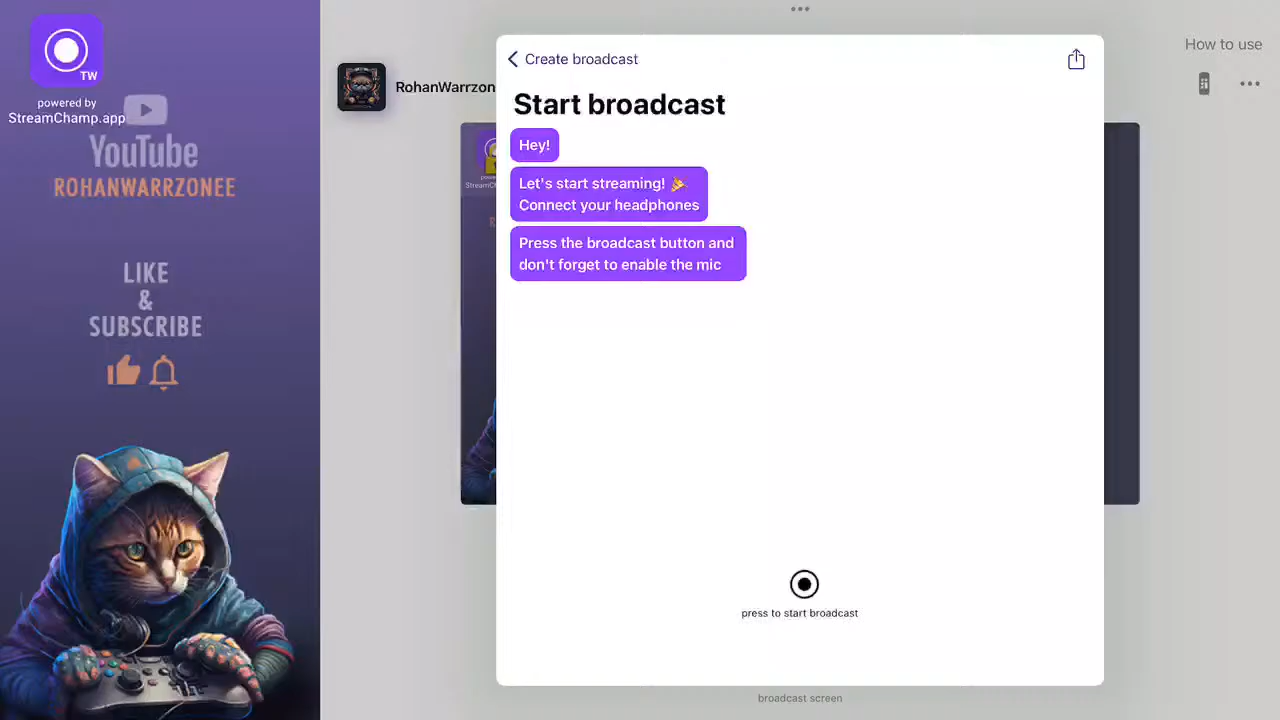 TW
powered by
StreamChamp.app
YouTube
ROHANWARRZONEE
LIKE
&
SUBSCRIBE
How to use
RohanWarrzon
Create broadcast
Start broadcast
Hey!
Let's start streaming! 🎉
Connect your headphones
Press the broadcast button and
don't forget to enable the mic
press to start broadcast
broadcast screen